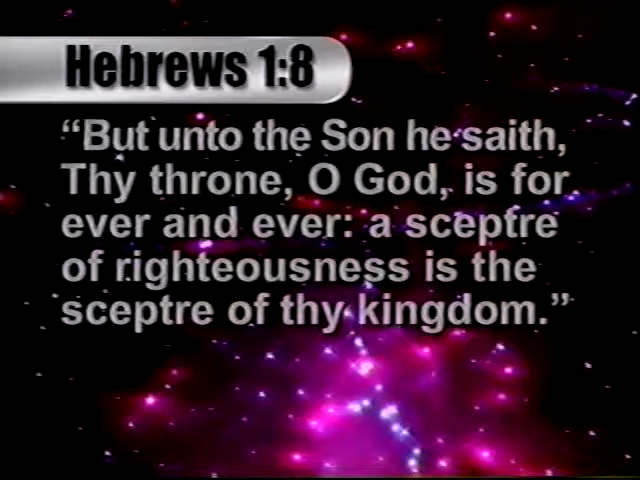 Hebrews 1:8
“But unto the Son he saith,
Thy throne, O God, is for
ever and ever: a sceptre
of righteousness is the
sceptre of thy kingdom.”